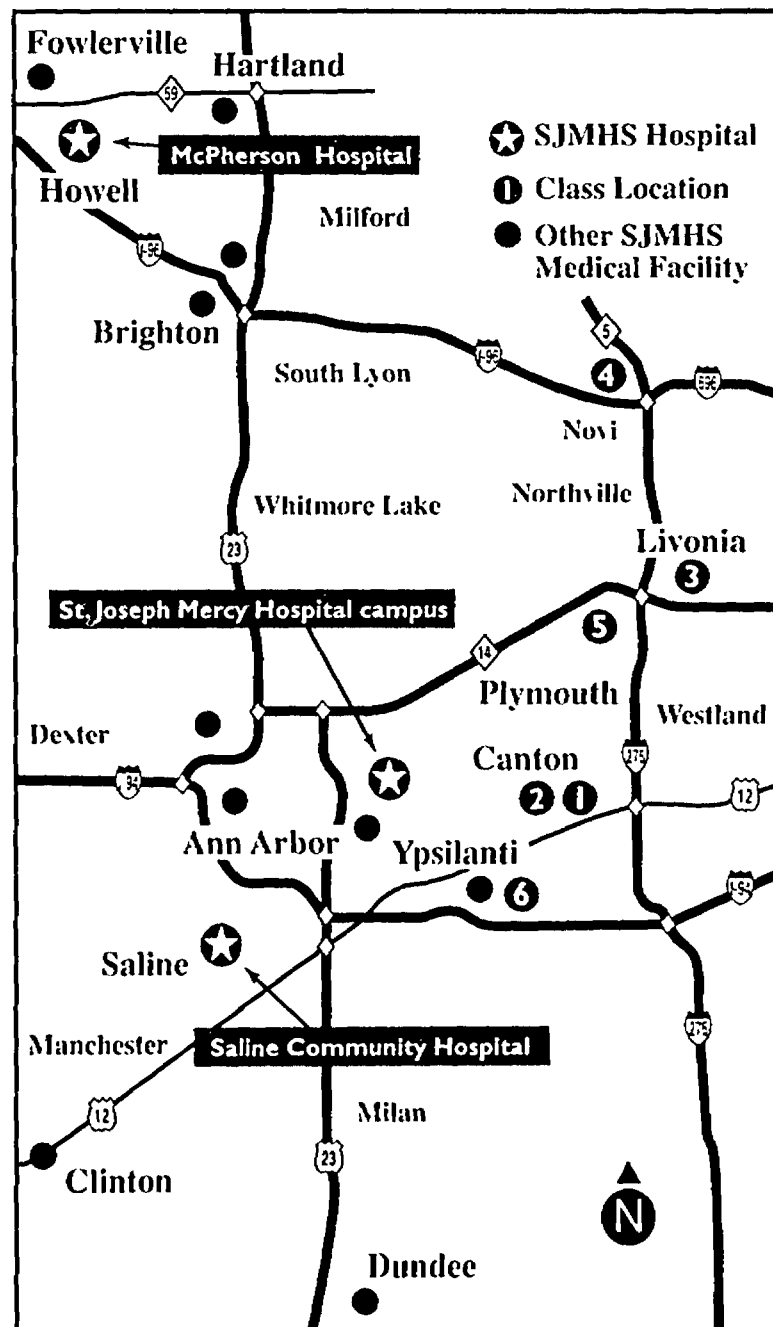 Fowlerville
Hartland
59
McPherson Hospital
Howell
SJMHS Hospital
1 Class Location
Other SJMHS
Medical Facility
Milford
I-96
Brighton
5
South Lyon
I-96
4
696
Novi
Northville
Whitmore Lake
23
Livonia
3
St. Joseph Mercy Hospital campus
5
14
Plymouth
Westland
Dexter
275
Canton
I-94
2 1
12
Ann Arbor
Ypsilanti
6
I-94
Saline
Manchester
Saline Community Hospital
275
12
Milan
23
Clinton
N
Dundee